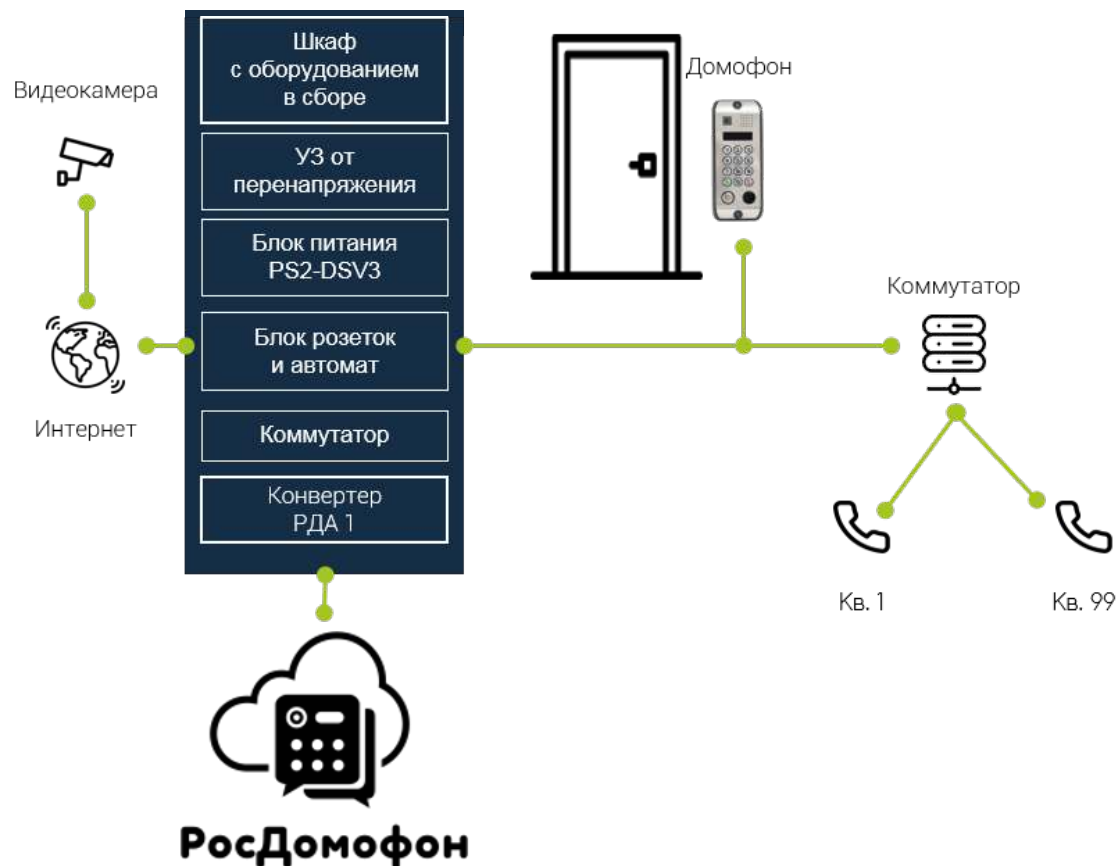 Видеокамера
Интернет
Шкаф
с оборудованием
в сборе
УЗ от
перенапряжения
Блок питания
PS2-DSV3
Блок розеток
и автомат
Коммутатор
Конвертер
РДА 1
Домофон
Коммутатор
Кв. 1
Кв. 99
РосДомофон